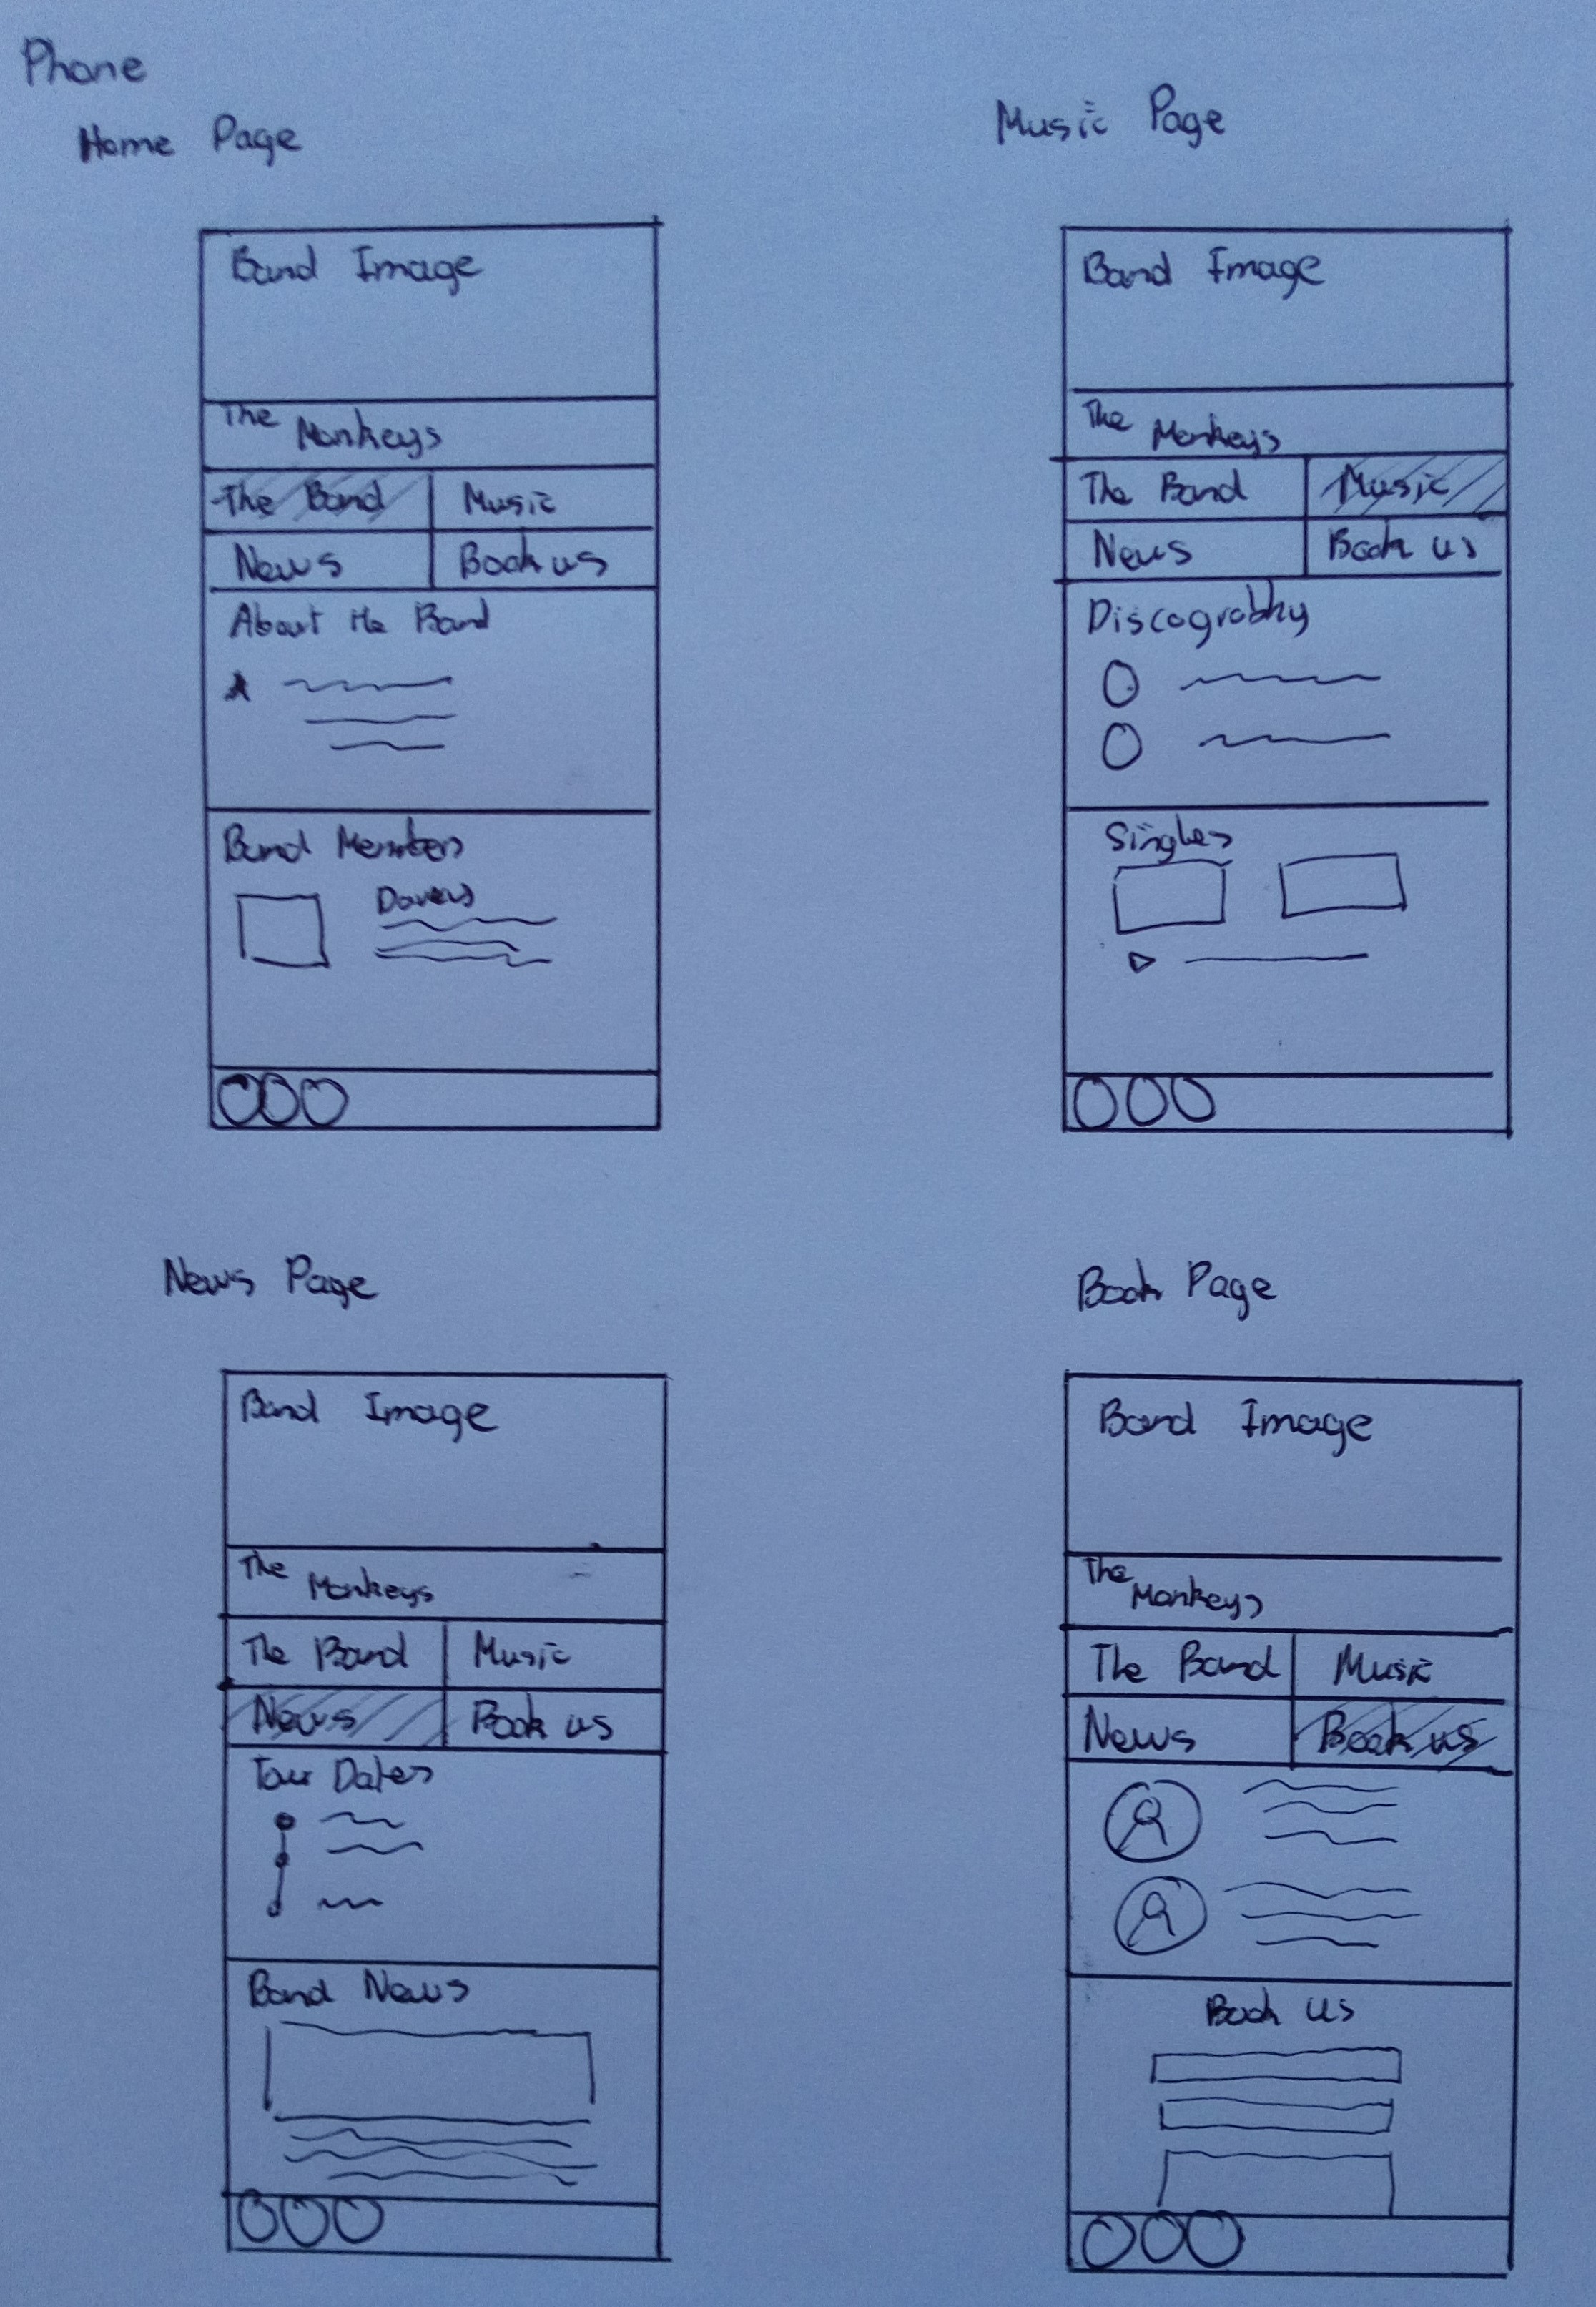 Phone
Home Page
Band Image
The Monkeys
The Band Music
News Book us
About the Band
Band Members
Music Page
Band Image
The Monkeys
The Band Music
News Book us
Discograbhy
Singles
News Page
Band Image
The Monkeys
The Band Music
News Book us
Tour Dates
Band News
Book Page
Band Image
The Monkeys
The Band Music
News Book us
Book us